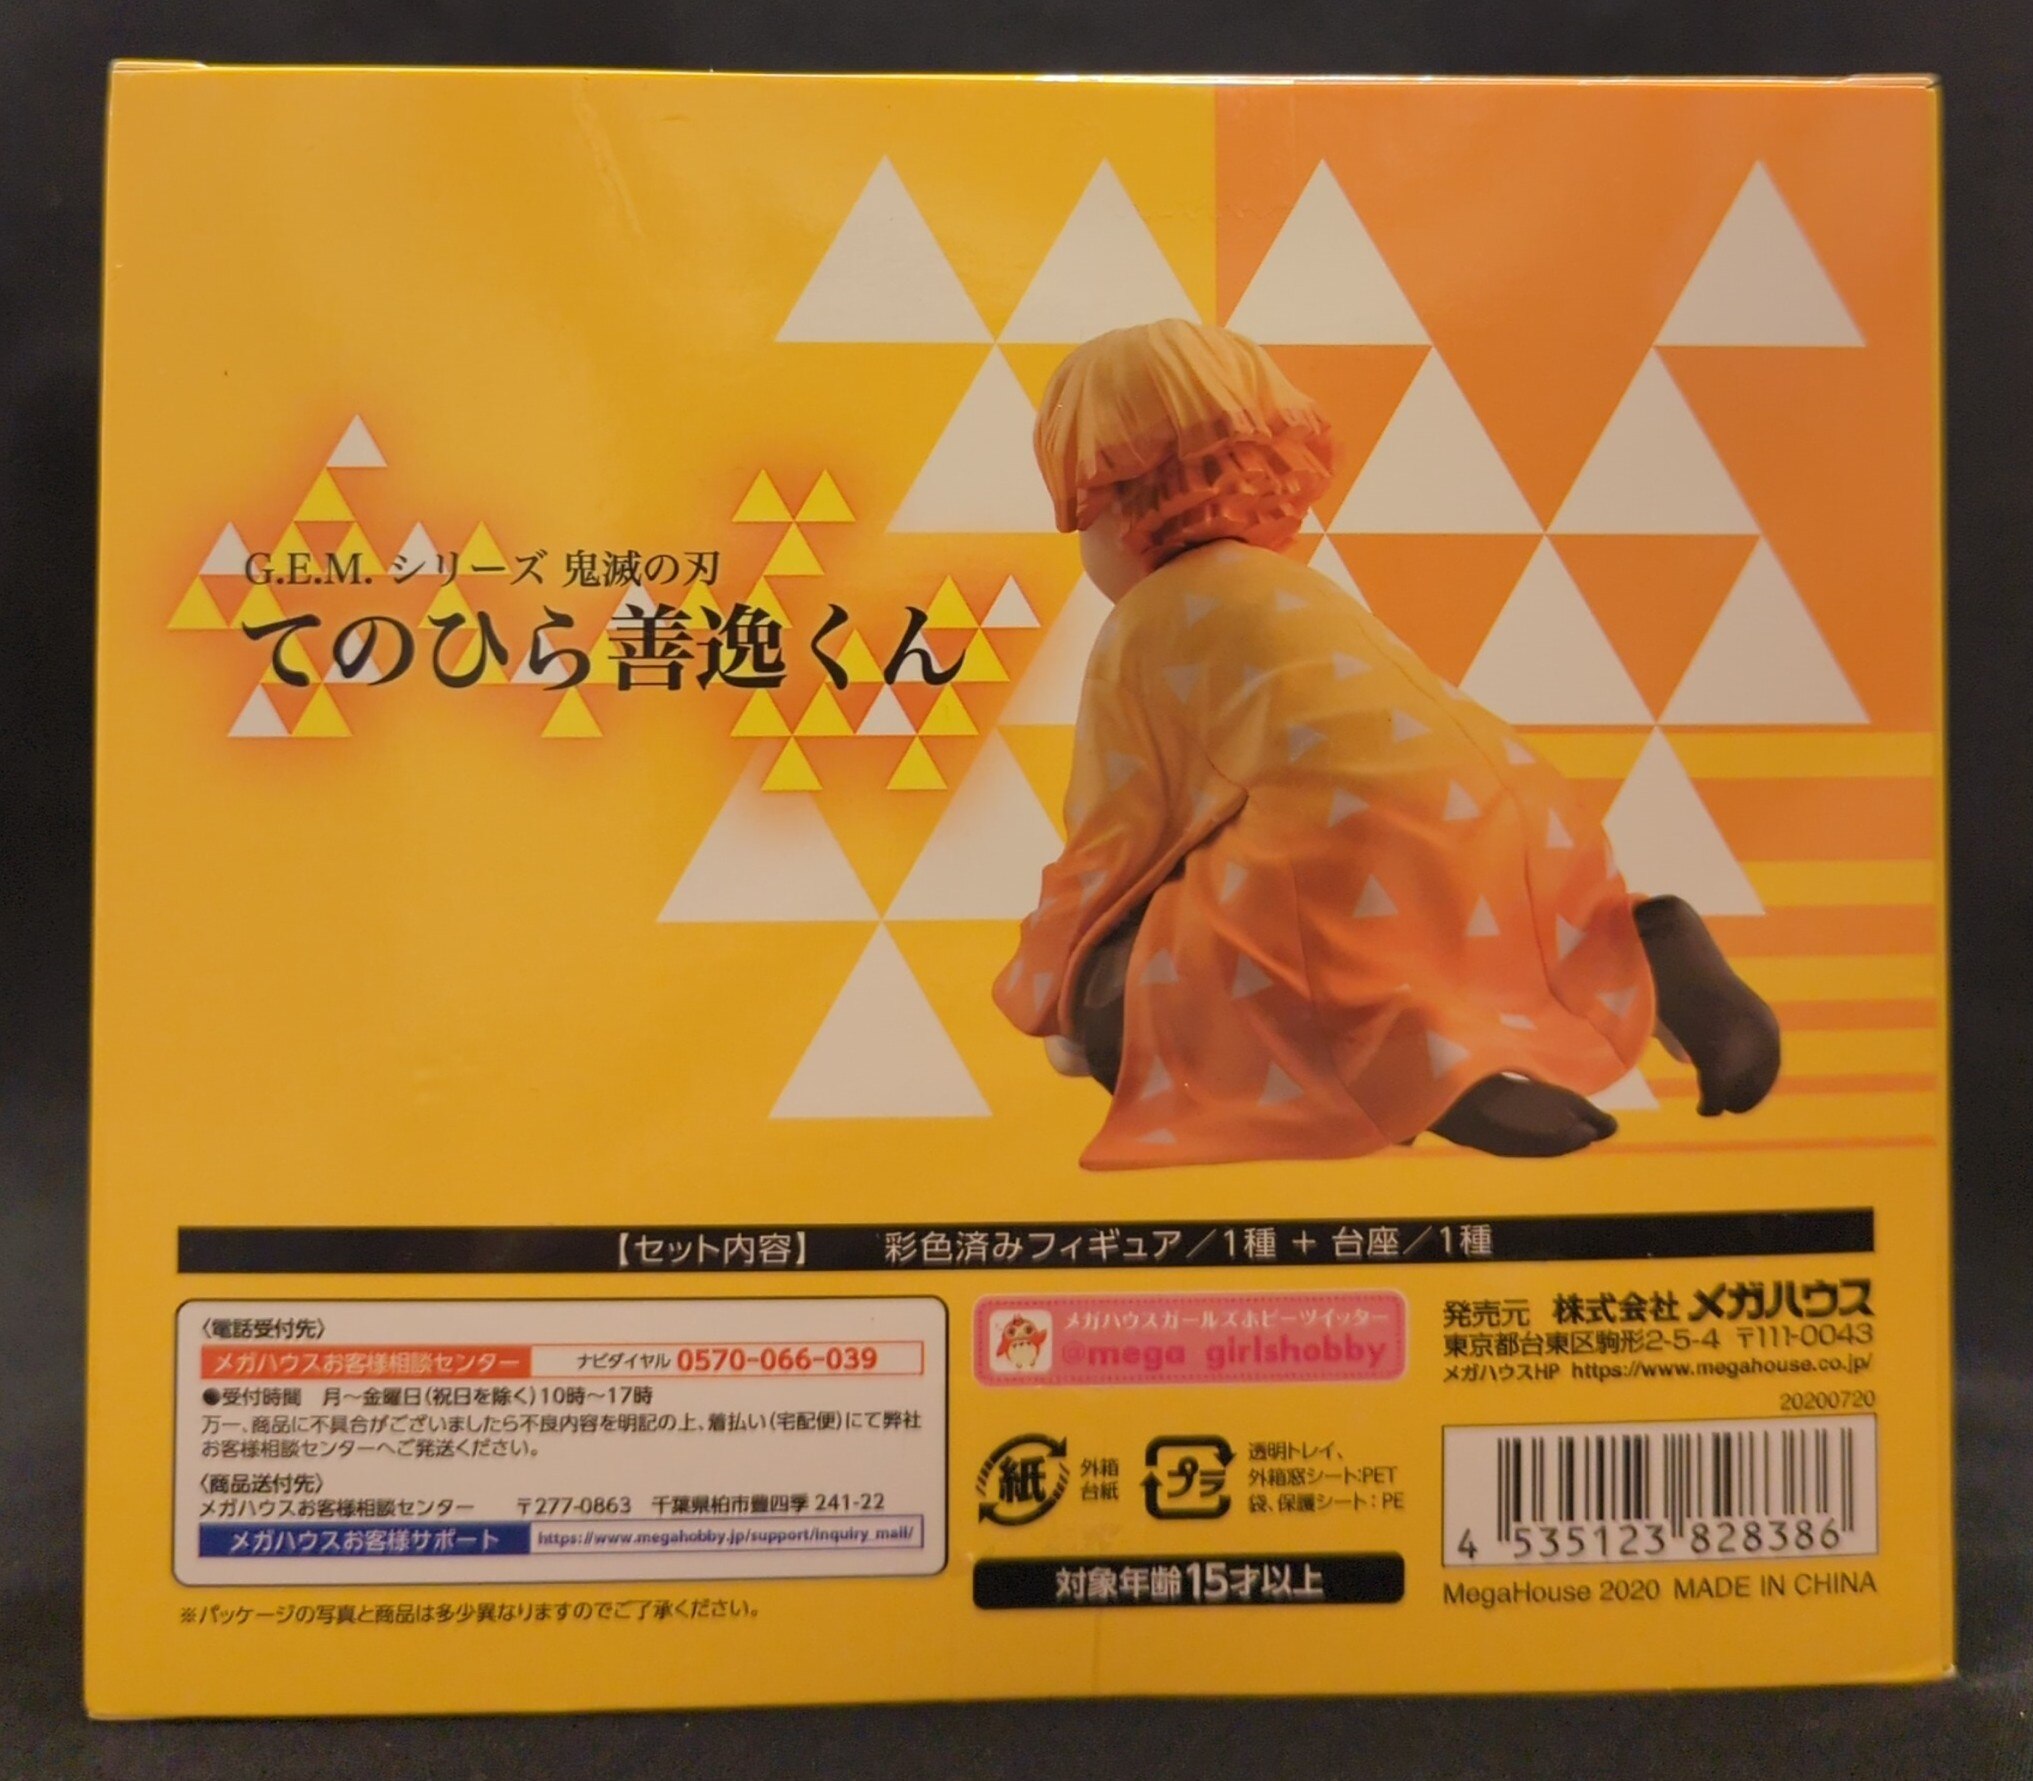 G.E.M. シリーズ 鬼滅の刃
てのひら善逸くん
【セット内容】 彩色済みフィギュア／1種 + 台座／1種
〈電話受付先〉
メガハウスお客様相談センター ナビダイヤル 0570-066-039
●受付時間 月〜金曜日(祝日を除く)10時〜17時
万一、商品に不具合がございましたら不良内容を明記の上、着払い(宅配便)にて弊社
お客様相談センターへご発送ください。
〈商品送付先〉
メガハウスお客様相談センター 〒277-0863 千葉県柏市豊四季 241-22
メガハウスお客様サポート https://www.megahobby.jp/support/inquiry_mail/
※パッケージの写真と商品は多少異なりますのでご了承ください。
メガハウスガールズホビーツイッター
@mega_girlshobby
紙 外箱
台紙
プラ 透明トレイ、
外箱窓シート:PET
袋、保護シート:PE
対象年齢15才以上
発売元 株式会社 メガハウス
東京都台東区駒形2-5-4 〒111-0043
メガハウスHP https://www.megahouse.co.jp/
20200720
4 535123 828386
MegaHouse 2020 MADE IN CHINA